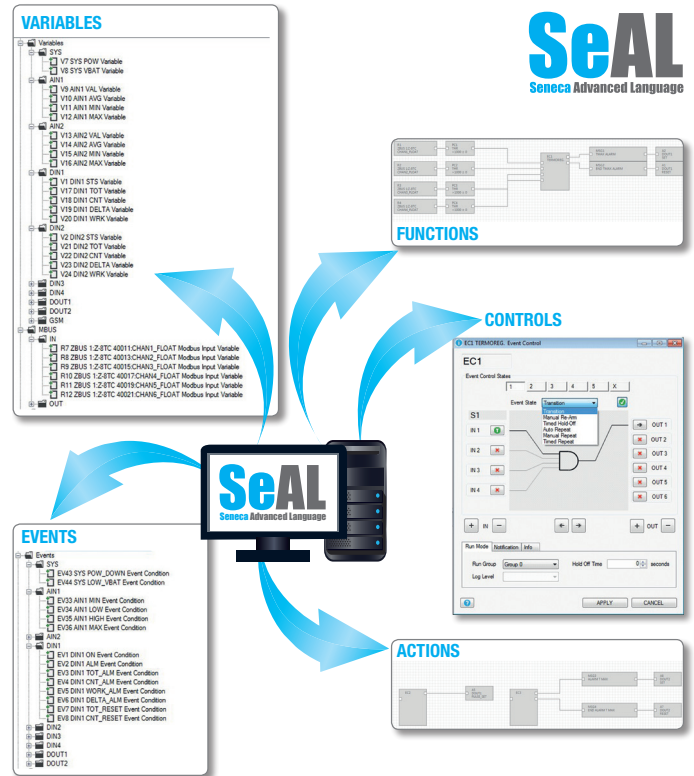 VARIABLES
Variables
SYS
V7 SYS POW Variable
V8 SYS VBAT Variable
AIN1
V9 AIN1 VAL Variable
V10 AIN1 AVG Variable
V11 AIN1 MIN Variable
V12 AIN1 MAX Variable
AIN2
V13 AIN2 VAL Variable
V14 AIN2 AVG Variable
V15 AIN2 MIN Variable
V16 AIN2 MAX Variable
DIN1
V1 DIN1 STS Variable
V17 DIN1 TOT Variable
V18 DIN1 CNT Variable
V19 DIN1 DELTA Variable
V20 DIN1 WRK Variable
DIN2
V2 DIN2 STS Variable
V21 DIN2 TOT Variable
V22 DIN2 CNT Variable
V23 DIN2 DELTA Variable
V24 DIN2 WRK Variable
DIN3
DIN4
DOUT1
DOUT2
GSM
MBUS
IN
R7 ZBUS 1:Z-8TC 40011:CHAN1_FLOAT Modbus Input Variable
R8 ZBUS 1:Z-8TC 40013:CHAN2_FLOAT Modbus Input Variable
R9 ZBUS 1:Z-8TC 40015:CHAN3_FLOAT Modbus Input Variable
R10 ZBUS 1:Z-8TC 40017:CHAN4_FLOAT Modbus Input Variable
R11 ZBUS 1:Z-8TC 40019:CHAN5_FLOAT Modbus Input Variable
R12 ZBUS 1:Z-8TC 40021:CHAN6_FLOAT Modbus Input Variable
OUT
SeAL
Seneca Advanced Language
FUNCTIONS
CONTROLS
EC1 TERMOREG. Event Control
EC1
Event Control States
1 2 3 4 5 X
Event State Transition
Transition
Manual Re-Arm
Timed Hold-Off
Auto Repeat
Manual Repeat
Timed Repeat
S1
IN 1
IN 2
IN 3
IN 4
OUT 1
OUT 2
OUT 3
OUT 4
OUT 5
OUT 6
+ IN −
+ OUT −
Run Mode Notification Info
Run Group Group 0 Hold Off Time 0 seconds
Log Level
APPLY CANCEL
SeAL
Seneca Advanced Language
EVENTS
Events
SYS
EV43 SYS POW_DOWN Event Condition
EV44 SYS LOW_VBAT Event Condition
AIN1
EV33 AIN1 MIN Event Condition
EV34 AIN1 LOW Event Condition
EV35 AIN1 HIGH Event Condition
EV36 AIN1 MAX Event Condition
AIN2
DIN1
EV1 DIN1 ON Event Condition
EV2 DIN1 ALM Event Condition
EV3 DIN1 TOT_ALM Event Condition
EV4 DIN1 CNT_ALM Event Condition
EV5 DIN1 WORK_ALM Event Condition
EV6 DIN1 DELTA_ALM Event Condition
EV7 DIN1 TOT_RESET Event Condition
EV8 DIN1 CNT_RESET Event Condition
DIN2
DIN3
DIN4
DOUT1
DOUT2
ACTIONS